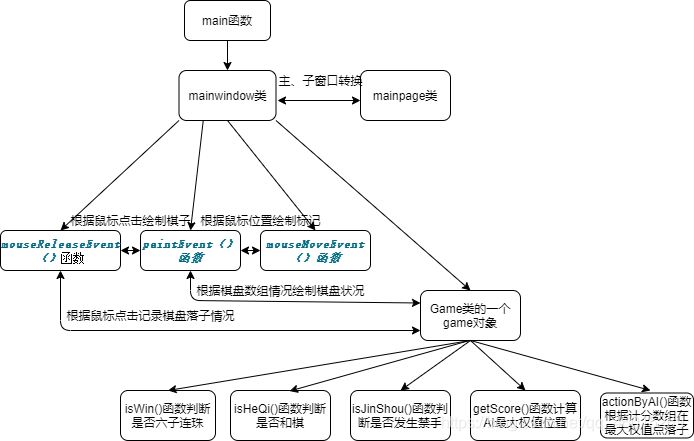 main函数
主、子窗口转换
mainwindow类
mainpage类
根据鼠标点击绘制棋子
根据鼠标位置绘制标记
mouseReleaseEvent
()函数
paintEvent()
函数
mouseMoveEvent
()函数
根据棋盘数组情况绘制棋盘状况
根据鼠标点击记录棋盘落子情况
Game类的一个
game对象
isWin()函数判断
是否六子连珠
isHeQi()函数判断
是否和棋
isJinShou()函数判
断是否发生禁手
getScore()函数计算
AI最大权值位置
actionByAI()函数
根据计分数组在
最大权值点落子